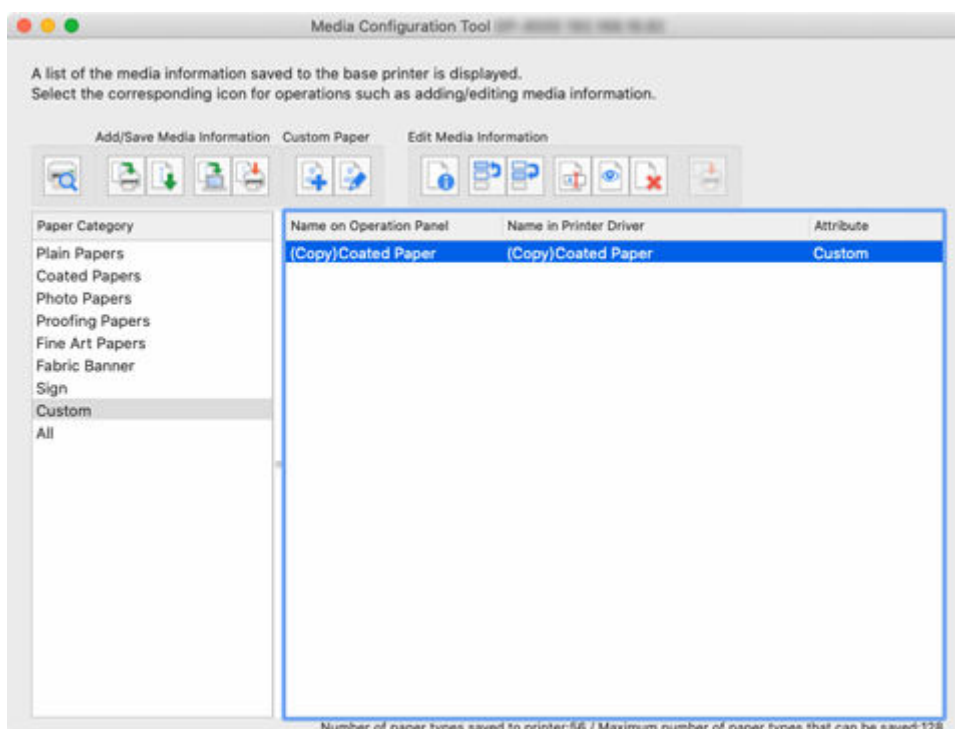 Media Configuration Tool
A list of the media information saved to the base printer is displayed.
Select the corresponding icon for operations such as adding/editing media information.
Add/Save Media Information Custom Paper Edit Media Information
Paper Category
Plain Papers
Coated Papers
Photo Papers
Proofing Papers
Fine Art Papers
Fabric Banner
Sign
Custom
All
Name on Operation Panel Name in Printer Driver Attribute
(Copy)Coated Paper (Copy)Coated Paper Custom
Number of paper types saved to printer:56 / Maximum number of paper types that can be saved:128